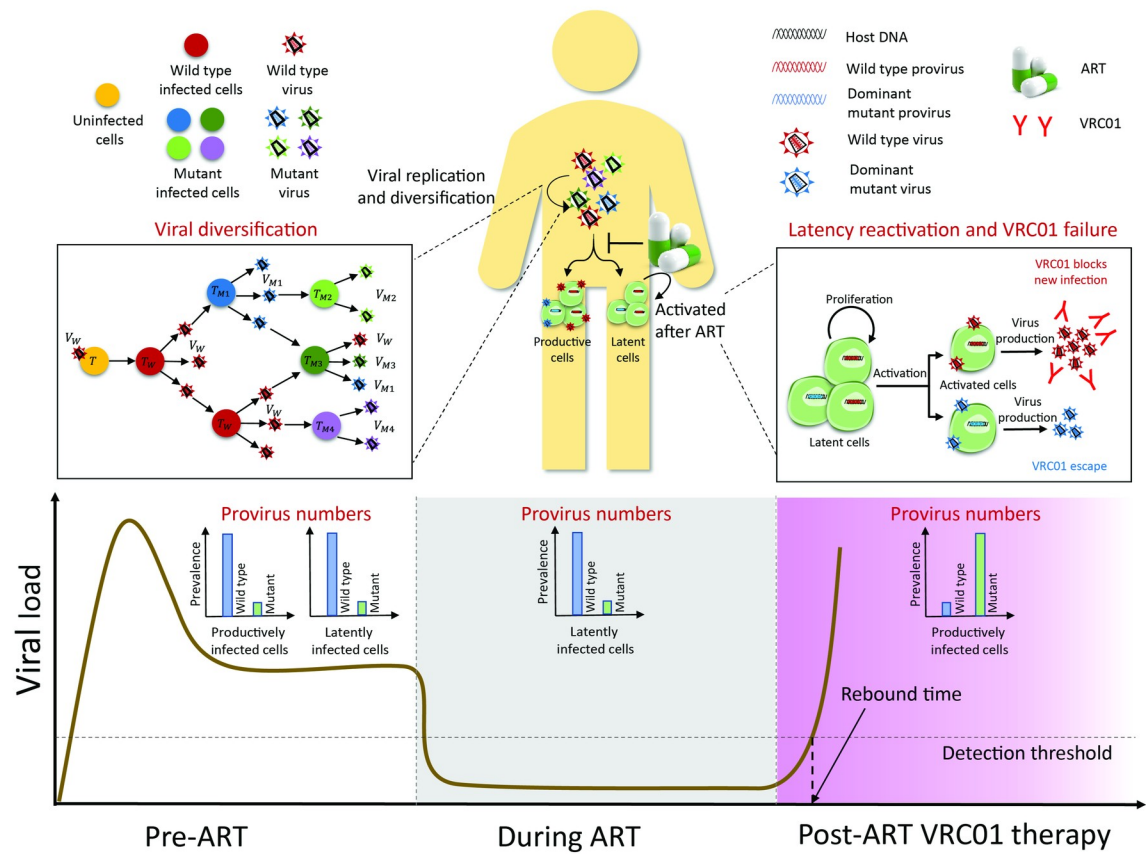 Wild type
infected cells
Wild type
virus
Uninfected
cells
Mutant
infected cells
Mutant
virus
Viral replication
and diversification
Host DNA
Wild type provirus
Dominant
mutant provirus
Wild type virus
Dominant
mutant virus
ART
VRC01
Viral diversification
V_W
T
T_W
V_W
V_W
T_W
T_M1
V_M1
T_M2
V_M2
T_M3
V_W
V_M3
V_M1
V_W
T_M4
V_M4
Productive
cells
Latent
cells
Activated
after ART
Latency reactivation and VRC01 failure
VRC01 blocks
new infection
Proliferation
Virus
production
Activation
Activated cells
Latent cells
Virus
production
VRC01 escape
Viral load
Provirus numbers
Prevalence
Wild type
Mutant
Productively
infected cells
Prevalence
Wild type
Mutant
Latently
infected cells
Provirus numbers
Prevalence
Wild type
Mutant
Latently
infected cells
Provirus numbers
Prevalence
Wild type
Mutant
Productively
infected cells
Rebound time
Detection threshold
Pre-ART
During ART
Post-ART VRC01 therapy